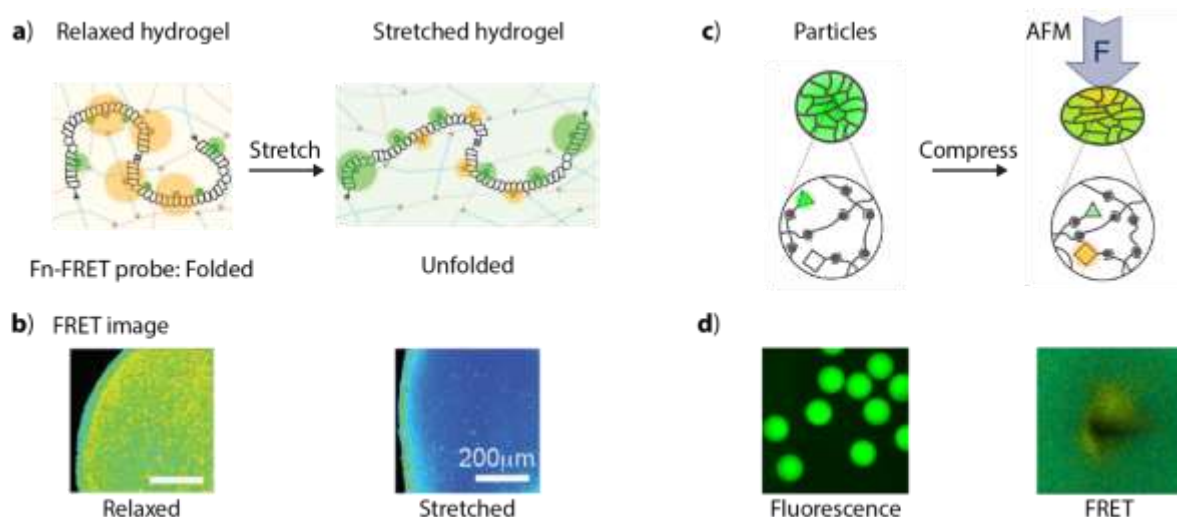 a) Relaxed hydrogel
Stretched hydrogel
Stretch
Fn-FRET probe: Folded
Unfolded
b) FRET image
200μm
Relaxed
Stretched
c) Particles
AFM
F
Compress
d)
Fluorescence
FRET